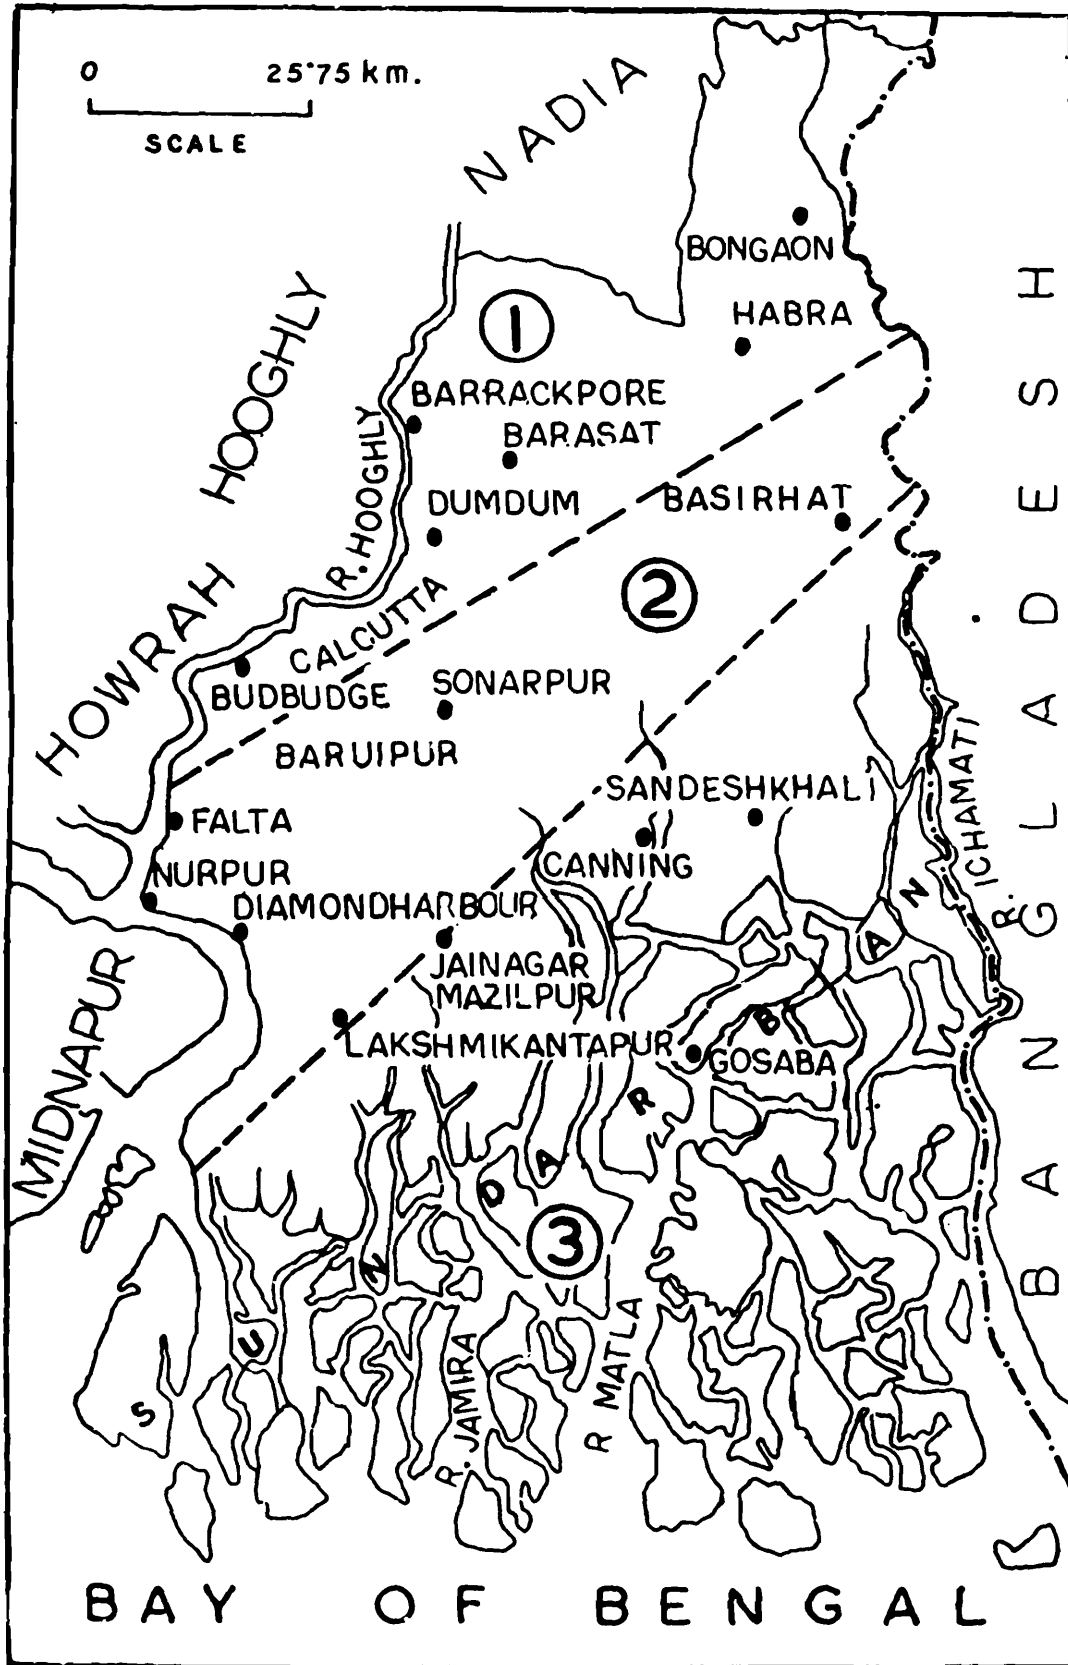 0 25·75 km.
SCALE
NADIA
HOOGHLY
HOWRAH
MIDNAPUR
BANGLADESH
BONGAON
HABRA
1
BARRACKPORE
BARASAT
R. HOOGHLY
DUMDUM
BASIRHAT
2
CALCUTTA
BUDBUDGE
SONARPUR
BARUIPUR
SANDESHKHALI
FALTA
R. ICHAMATI
CANNING
NURPUR
DIAMONDHARBOUR
JAINAGAR
MAZILPUR
LAKSHMIKANTAPUR
GOSABA
SUNDARBAN
3
R. JAMIRA
R MATLA
BAY OF BENGAL